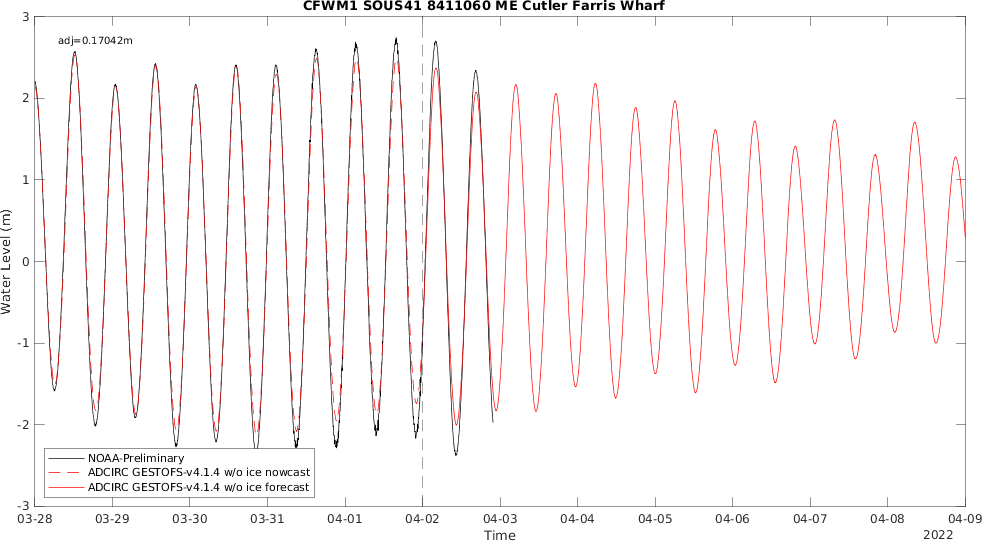 CFWM1 SOUS41 8411060 ME Cutler Farris Wharf
3
adj=0.17042m
2
1
0
-1
-2
-3
Water Level (m)
NOAA-Preliminary
ADCIRC GESTOFS-v4.1.4 w/o ice nowcast
ADCIRC GESTOFS-v4.1.4 w/o ice forecast
03-28 03-29 03-30 03-31 04-01 04-02 04-03 04-04 04-05 04-06 04-07 04-08 04-09
Time
2022